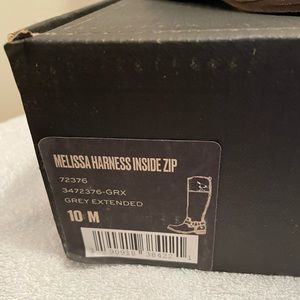 MELISSA HARNESS INSIDE ZIP
72376
3472376-GRX
GREY EXTENDED
10 M